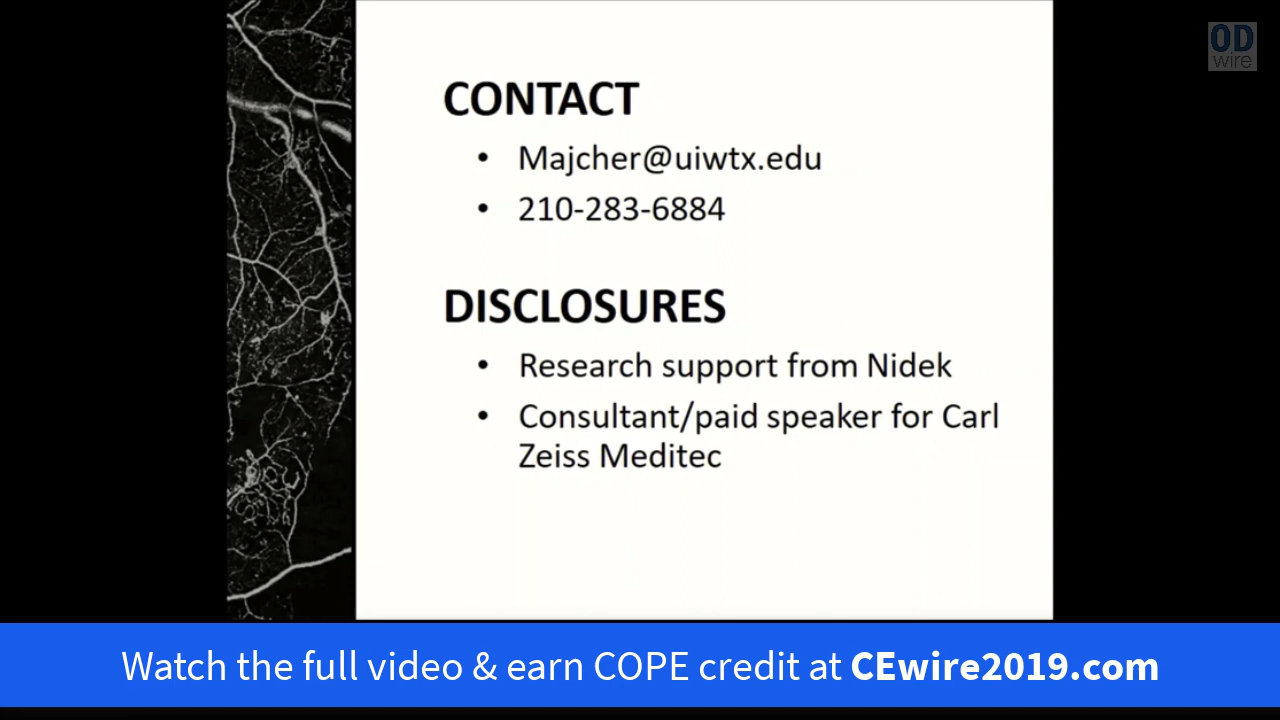 OD
wire
CONTACT
• Majcher@uiwtx.edu
• 210-283-6884
DISCLOSURES
• Research support from Nidek
• Consultant/paid speaker for Carl
Zeiss Meditec
Watch the full video & earn COPE credit at CEwire2019.com